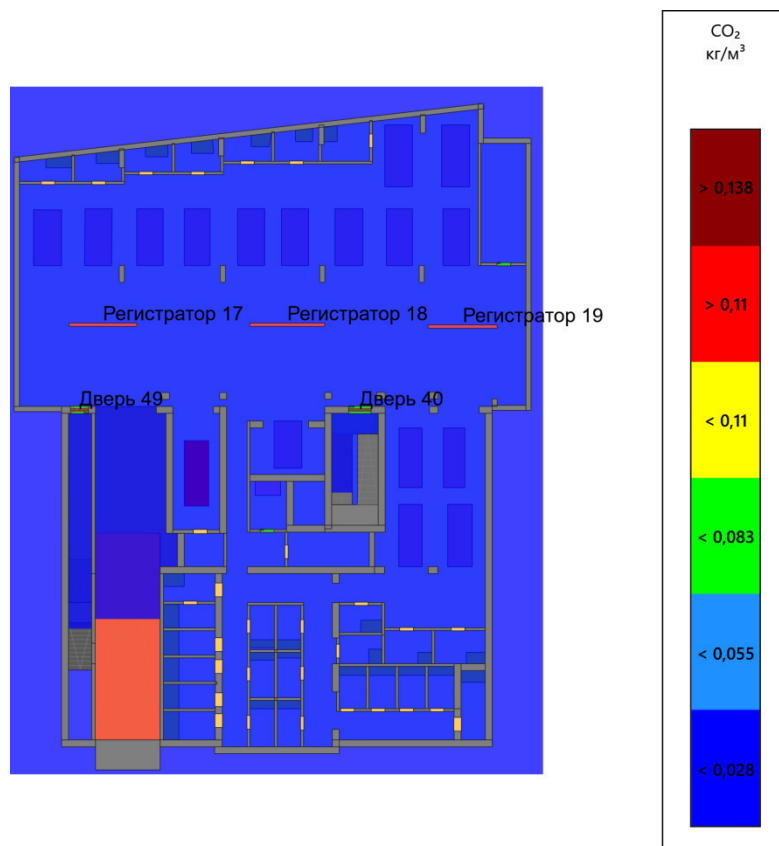 CO₂
кг/м³
> 0,138
> 0,11
< 0,11
< 0,083
< 0,055
< 0,028
Регистратор 17
Регистратор 18
Регистратор 19
Дверь 49
Дверь 40